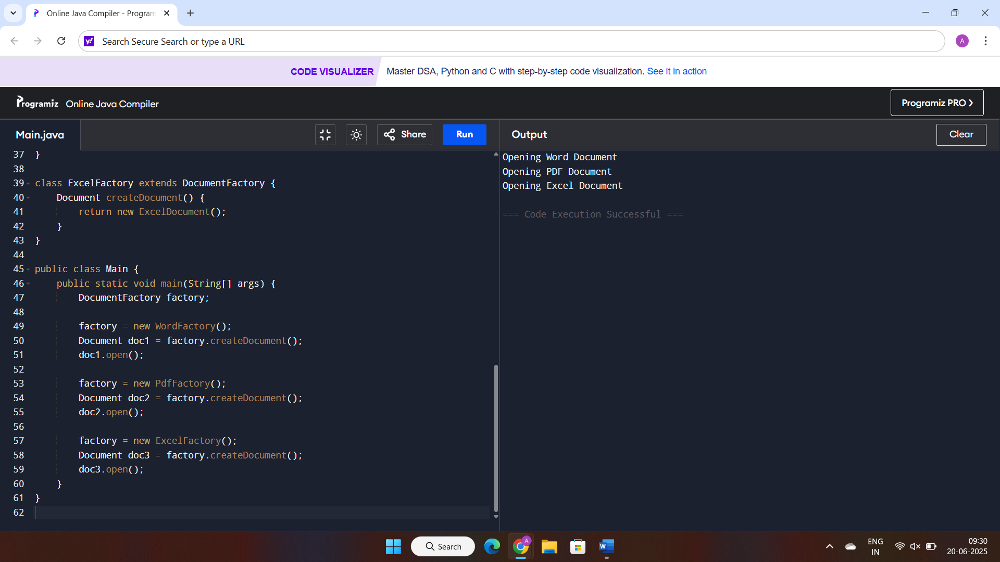 Online Java Compiler - Program
Search Secure Search or type a URL
A
CODE VISUALIZER Master DSA, Python and C with step-by-step code visualization. See it in action
Programiz Online Java Compiler
Programiz PRO ❯
Main.java
Share
Run
Output
Clear
37 }
38
39 class ExcelFactory extends DocumentFactory {
40     Document createDocument() {
41         return new ExcelDocument();
42     }
43 }
44
45 public class Main {
46     public static void main(String[] args) {
47         DocumentFactory factory;
48
49         factory = new WordFactory();
50         Document doc1 = factory.createDocument();
51         doc1.open();
52
53         factory = new PdfFactory();
54         Document doc2 = factory.createDocument();
55         doc2.open();
56
57         factory = new ExcelFactory();
58         Document doc3 = factory.createDocument();
59         doc3.open();
60     }
61 }
62
Opening Word Document
Opening PDF Document
Opening Excel Document
=== Code Execution Successful ===
Search
A
W
ENG
IN
09:30
20-06-2025